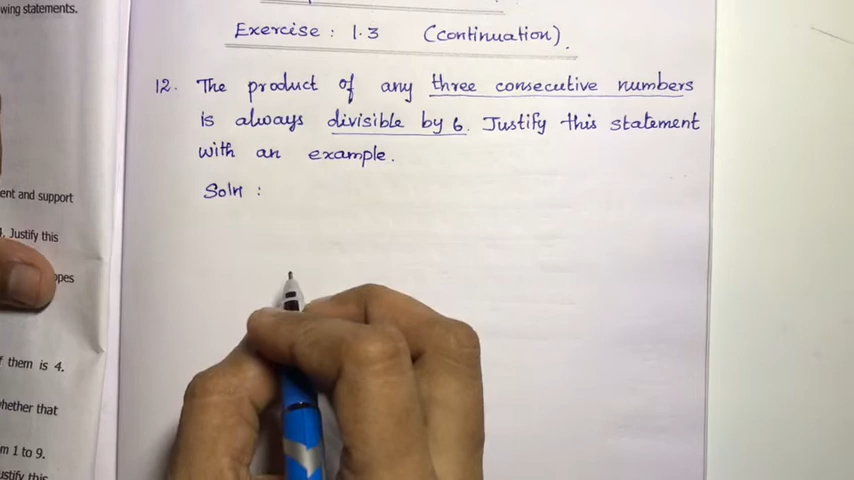 wing statements.
Exercise : 1.3 (continuation).
12. The product of any three consecutive numbers
is always divisible by 6. Justify this statement
with an example.
Soln :
ent and support
. Justify this
opes
f them is 4.
hether that
m 1 to 9.
ustify this